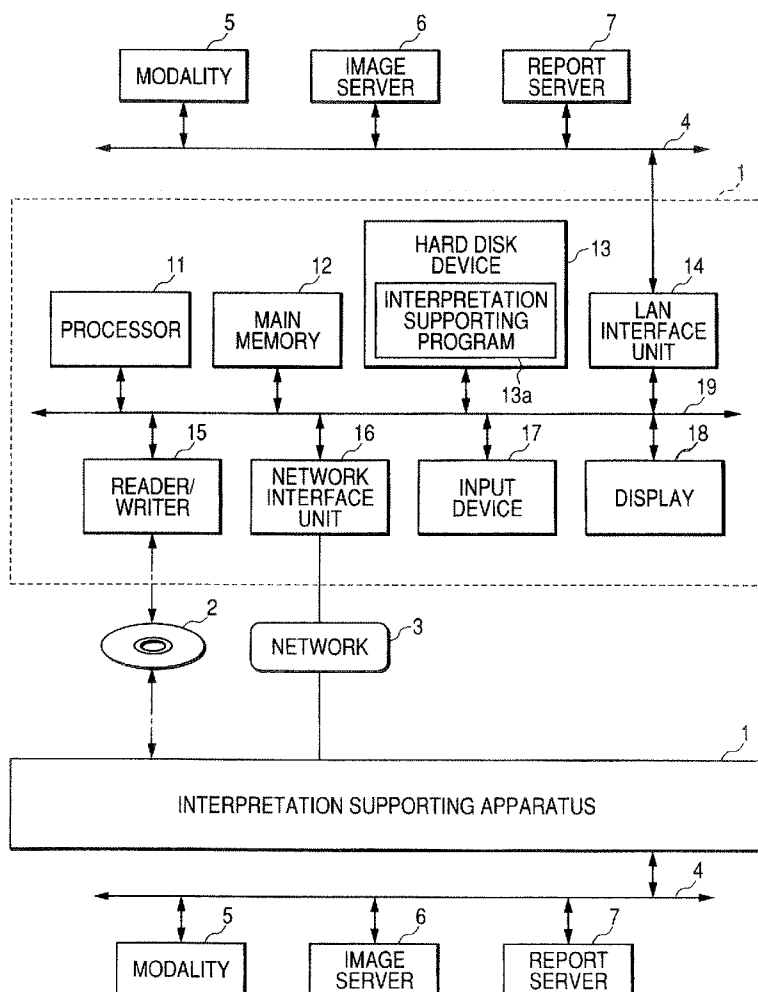 5
6
7
MODALITY
IMAGE
SERVER
REPORT
SERVER
4
1
11
12
13
14
PROCESSOR
MAIN
MEMORY
HARD DISK
DEVICE
INTERPRETATION
SUPPORTING
PROGRAM
13a
LAN
INTERFACE
UNIT
19
15
16
17
18
READER/
WRITER
NETWORK
INTERFACE
UNIT
INPUT
DEVICE
DISPLAY
2
NETWORK
3
1
INTERPRETATION SUPPORTING APPARATUS
4
5
6
7
MODALITY
IMAGE
SERVER
REPORT
SERVER